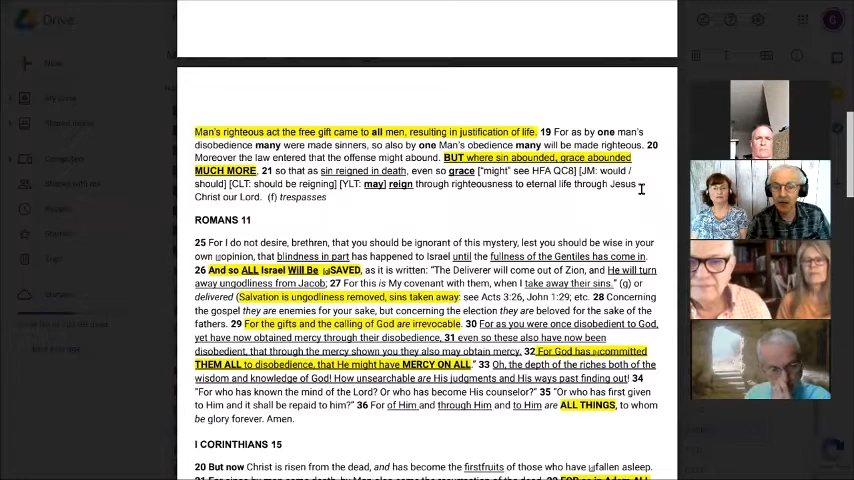 Drive
Man's righteous act the free gift came to all men, resulting in justification of life. 19 For as by one man's
disobedience many were made sinners, so also by one Man's obedience many will be made righteous. 20
Moreover the law entered that the offense might abound. BUT where sin abounded, grace abounded
MUCH MORE. 21 so that as sin reigned in death, even so grace ["might" see HFA QC8] [JM: would /
should] [CLT: should be reigning] [YLT: may] reign through righteousness to eternal life through Jesus
Christ our Lord. (f) trespasses
ROMANS 11
25 For I do not desire, brethren, that you should be ignorant of this mystery, lest you should be wise in your
own opinion, that blindness in part has happened to Israel until the fullness of the Gentiles has come in.
26 And so ALL Israel Will Be SAVED, as it is written: "The Deliverer will come out of Zion, and He will turn
away ungodliness from Jacob; 27 For this is My covenant with them, when I take away their sins." (g) or
delivered (Salvation is ungodliness removed, sins taken away: see Acts 3:26, John 1:29; etc. 28 Concerning
the gospel they are enemies for your sake, but concerning the election they are beloved for the sake of the
fathers. 29 For the gifts and the calling of God are irrevocable. 30 For as you were once disobedient to God,
yet have now obtained mercy through their disobedience, 31 even so these also have now been
disobedient, that through the mercy shown you they also may obtain mercy. 32 For God has committed
THEM ALL to disobedience, that He might have MERCY ON ALL." 33 Oh, the depth of the riches both of the
wisdom and knowledge of God! How unsearchable are His judgments and His ways past finding out! 34
"For who has known the mind of the Lord? Or who has become His counselor?" 35 "Or who has first given
to Him and it shall be repaid to him?" 36 For of Him and through Him and to Him are ALL THINGS, to whom
be glory forever. Amen.
I CORINTHIANS 15
20 But now Christ is risen from the dead, and has become the firstfruits of those who have fallen asleep.